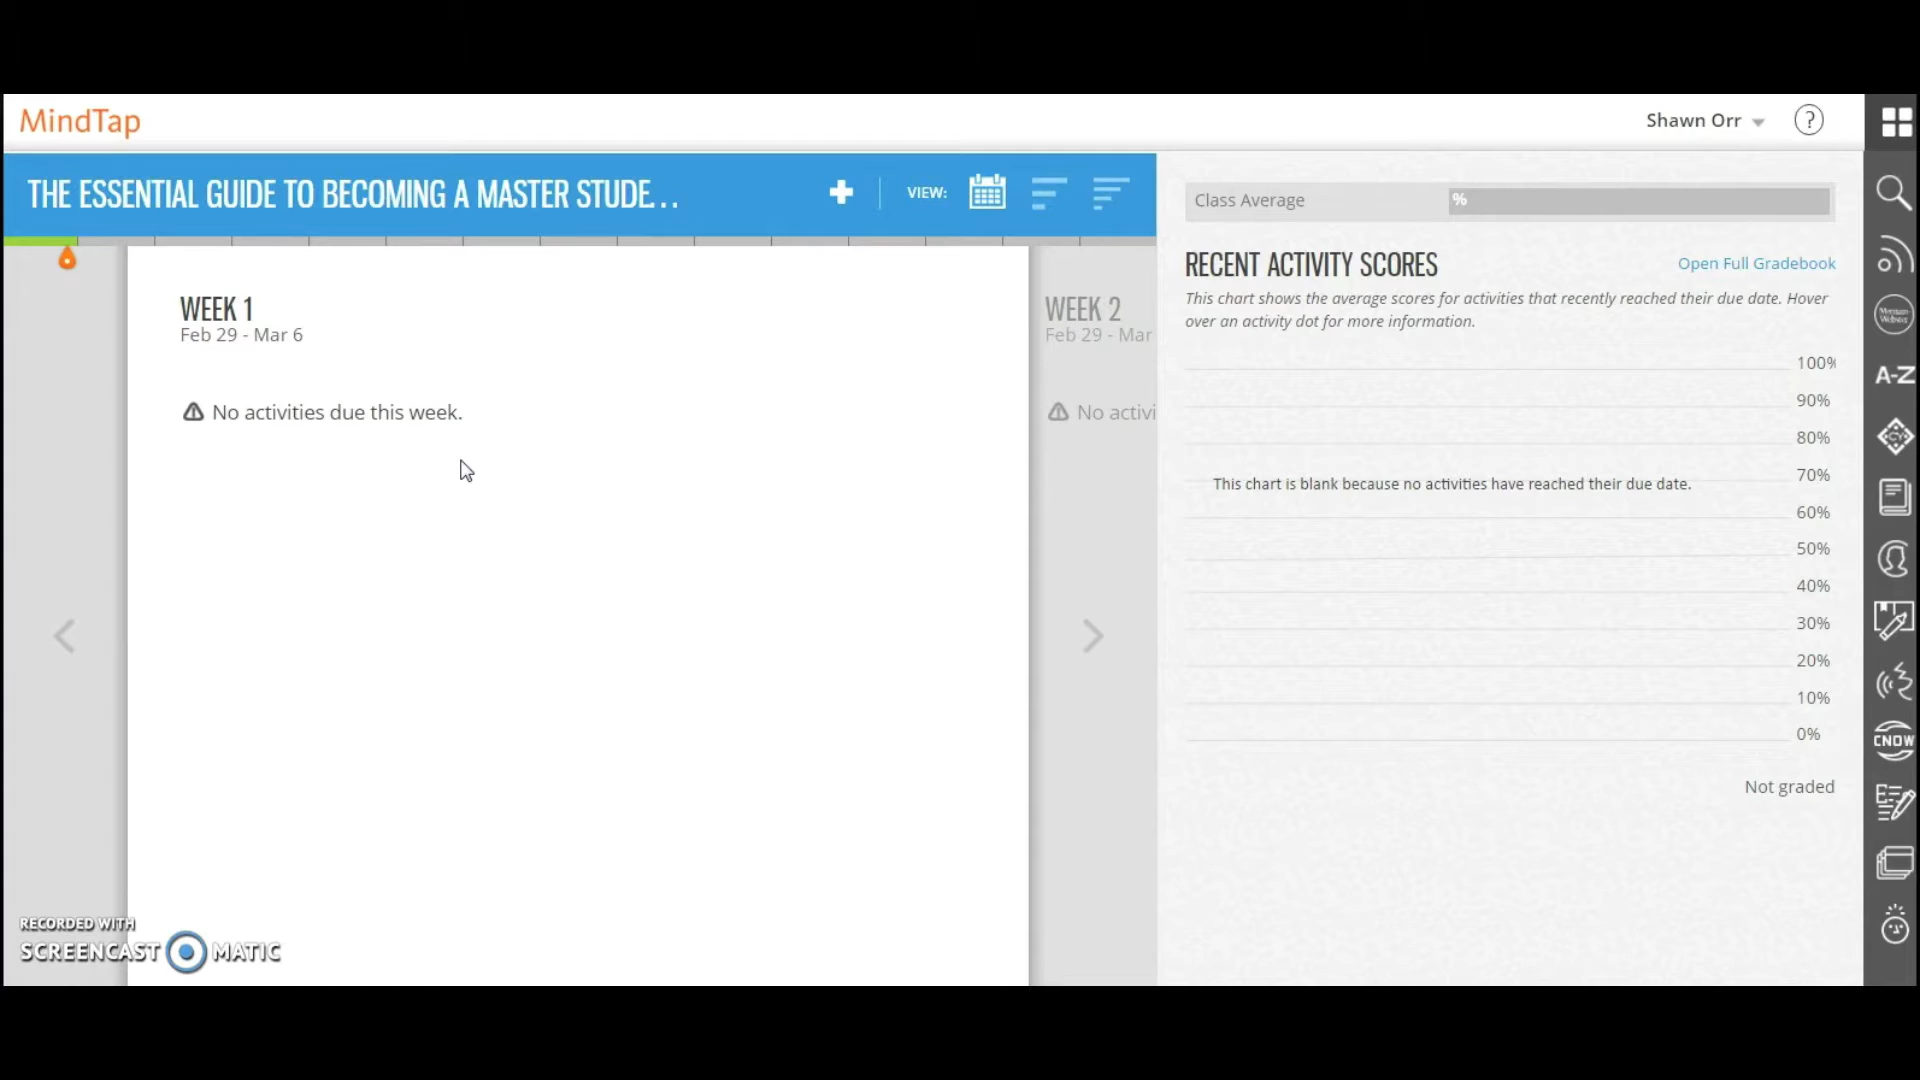 MindTap
Shawn Orr
?
THE ESSENTIAL GUIDE TO BECOMING A MASTER STUDE...
VIEW:
WEEK 1
Feb 29 - Mar 6
No activities due this week.
WEEK 2
Feb 29 - Mar
No activi
Class Average
%
RECENT ACTIVITY SCORES
Open Full Gradebook
This chart shows the average scores for activities that recently reached their due date. Hover
over an activity dot for more information.
100%
90%
80%
70%
This chart is blank because no activities have reached their due date.
60%
50%
40%
30%
20%
10%
0%
Not graded
Merriam-
Webster
A-Z
CY
CNOW
RECORDED WITH
SCREENCAST MATIC